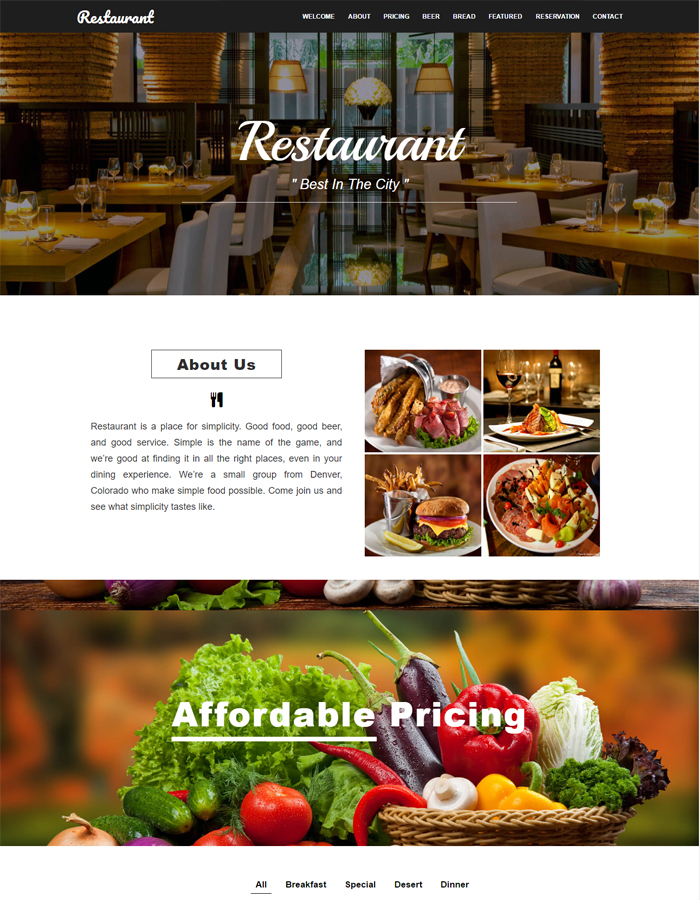 Restaurant
WELCOME ABOUT PRICING BEER BREAD FEATURED RESERVATION CONTACT
Restaurant
" Best In The City "
About Us
Restaurant is a place for simplicity. Good food, good beer,
and good service. Simple is the name of the game, and
we're good at finding it in all the right places, even in your
dining experience. We're a small group from Denver,
Colorado who make simple food possible. Come join us and
see what simplicity tastes like.
Affordable Pricing
All Breakfast Special Desert Dinner